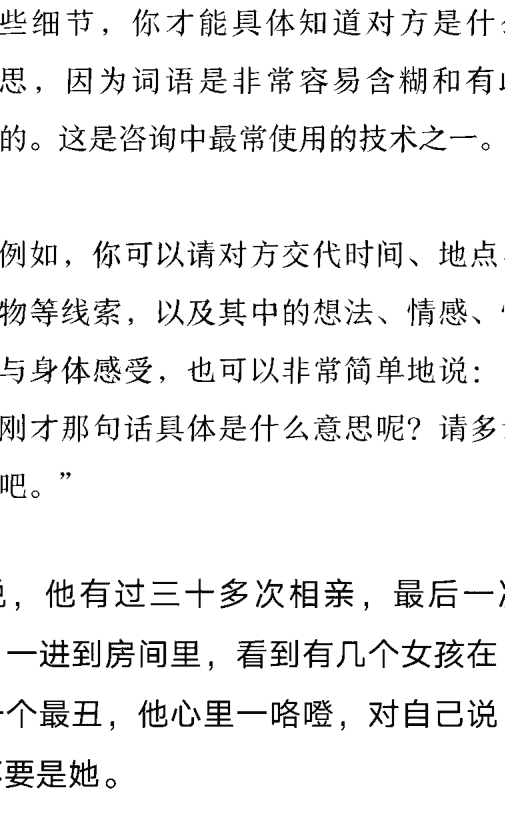 些细节，你才能具体知道对方是什
思，因为词语是非常容易含糊和有
的。这是咨询中最常使用的技术之一。
例如，你可以请对方交代时间、地点
物等线索，以及其中的想法、情感、
与身体感受，也可以非常简单地说：
刚才那句话具体是什么意思呢？请多
吧。”
，他有过三十多次相亲，最后一
一进到房间里，看到有几个女孩在
个最丑，他心里一咯噔，对自己说
要是她。